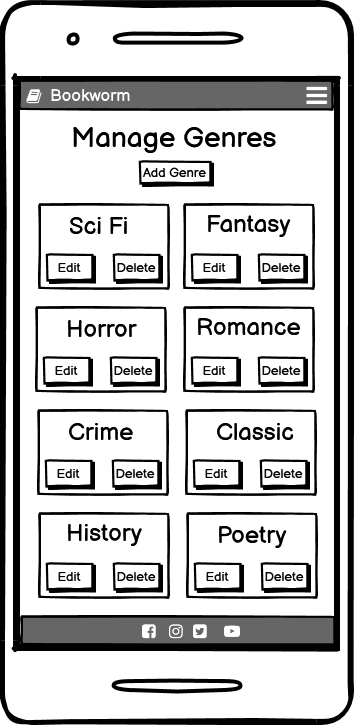 Bookworm
Manage Genres
Add Genre
Sci Fi
Edit Delete
Fantasy
Edit Delete
Horror
Edit Delete
Romance
Edit Delete
Crime
Edit Delete
Classic
Edit Delete
History
Edit Delete
Poetry
Edit Delete